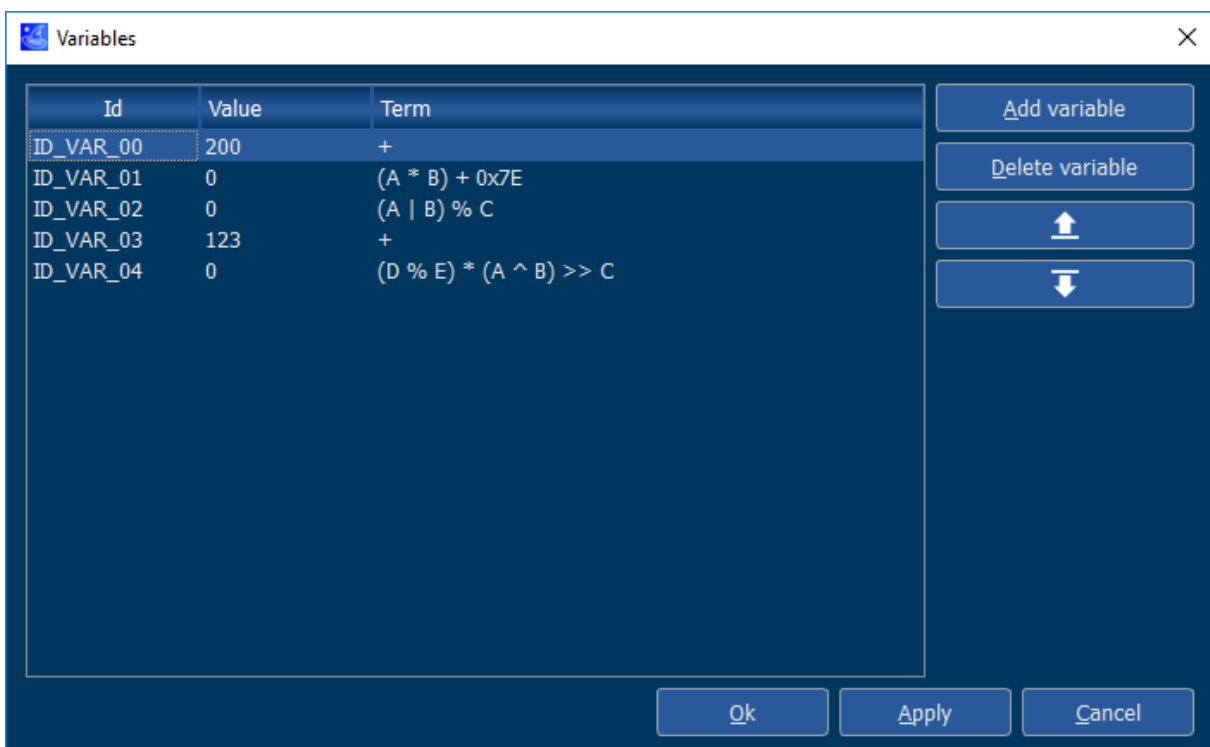 Variables
Id Value Term
ID_VAR_00 200 +
ID_VAR_01 0 (A * B) + 0x7E
ID_VAR_02 0 (A | B) % C
ID_VAR_03 123 +
ID_VAR_04 0 (D % E) * (A ^ B) >> C
Add variable
Delete variable
Ok Apply Cancel